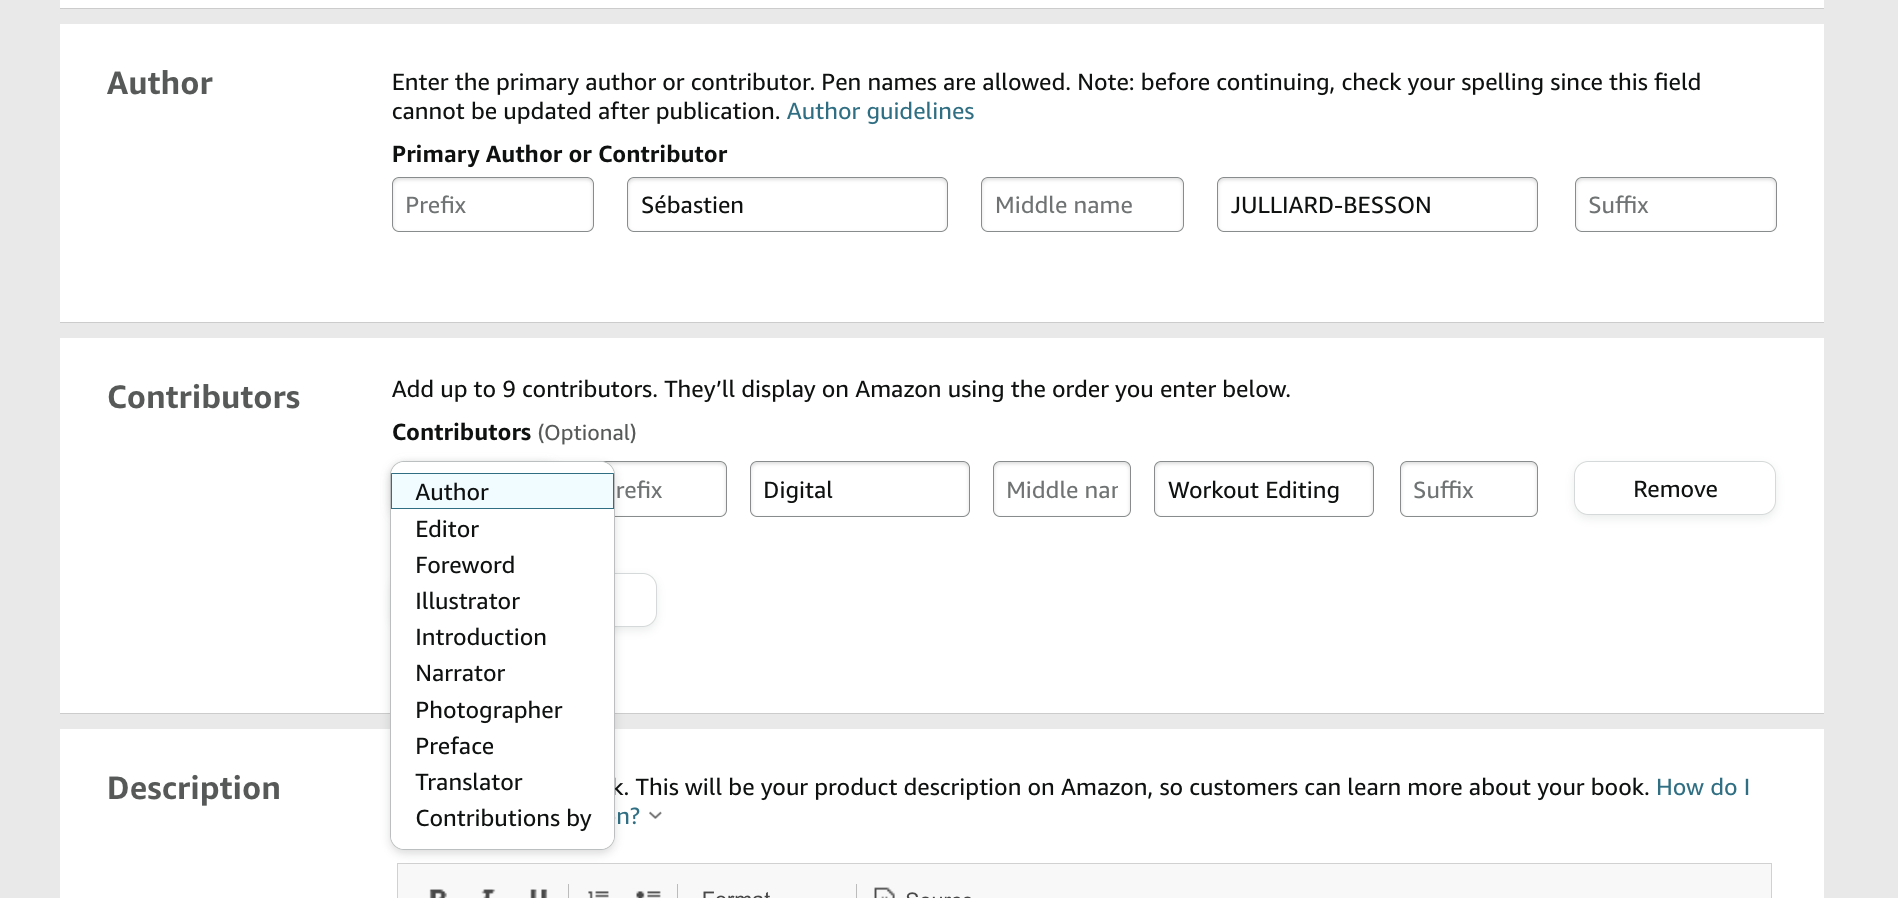 Author
Enter the primary author or contributor. Pen names are allowed. Note: before continuing, check your spelling since this field
cannot be updated after publication. Author guidelines
Primary Author or Contributor
Prefix Sébastien Middle name JULLIARD-BESSON Suffix
Contributors
Add up to 9 contributors. They'll display on Amazon using the order you enter below.
Contributors (Optional)
refix Digital Middle nar Workout Editing Suffix Remove
Author
Editor
Foreword
Illustrator
Introduction
Narrator
Photographer
Preface
Translator
Contributions by
Description
k. This will be your product description on Amazon, so customers can learn more about your book. How do I
n?
B I U Format Source